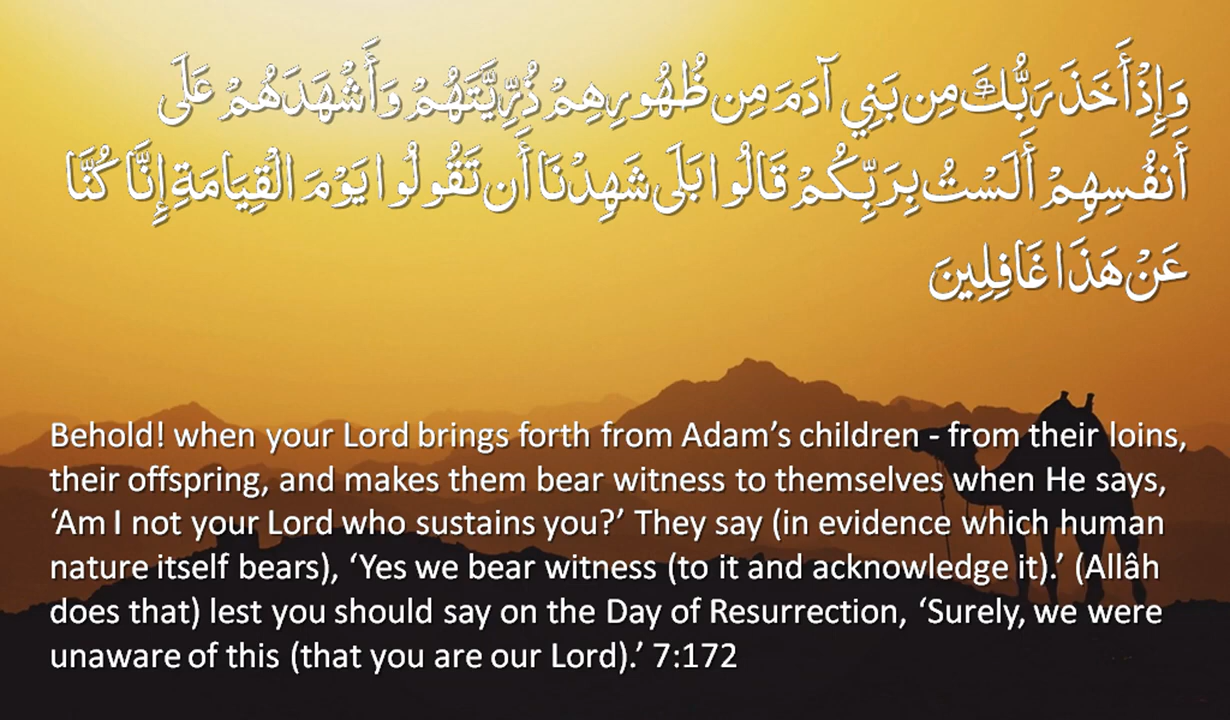 وَإِذْ أَخَذَ رَبُّكَ مِن بَنِي آدَمَ مِن ظُهُورِهِمْ ذُرِّيَّتَهُمْ وَأَشْهَدَهُمْ عَلَى
أَنفُسِهِمْ أَلَسْتُ بِرَبِّكُمْ قَالُوا بَلَى شَهِدْنَا أَن تَقُولُوا يَوْمَ الْقِيَامَةِ إِنَّا كُنَّا
عَنْ هَذَا غَافِلِينَ
Behold! when your Lord brings forth from Adam’s children - from their loins,
their offspring, and makes them bear witness to themselves when He says,
‘Am I not your Lord who sustains you?’ They say (in evidence which human
nature itself bears), ‘Yes we bear witness (to it and acknowledge it).’ (Allâh
does that) lest you should say on the Day of Resurrection, ‘Surely, we were
unaware of this (that you are our Lord).’ 7:172